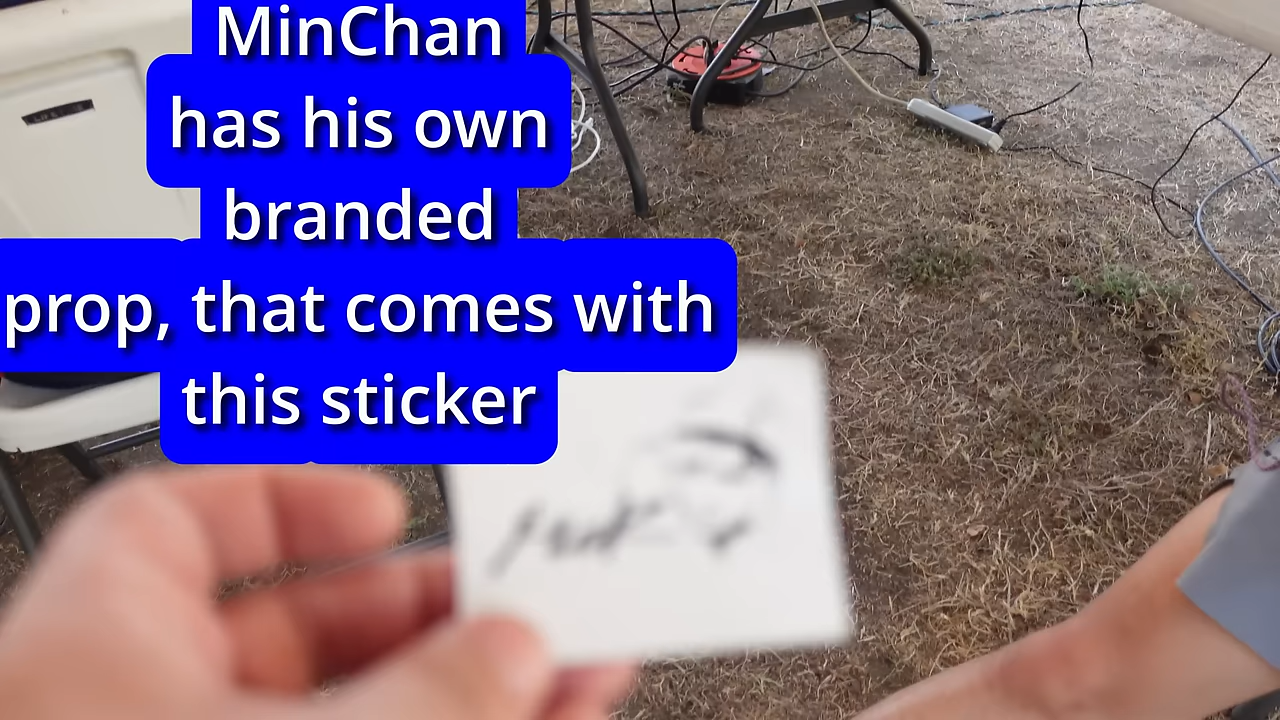 MinChan
has his own
branded
prop, that comes with
this sticker